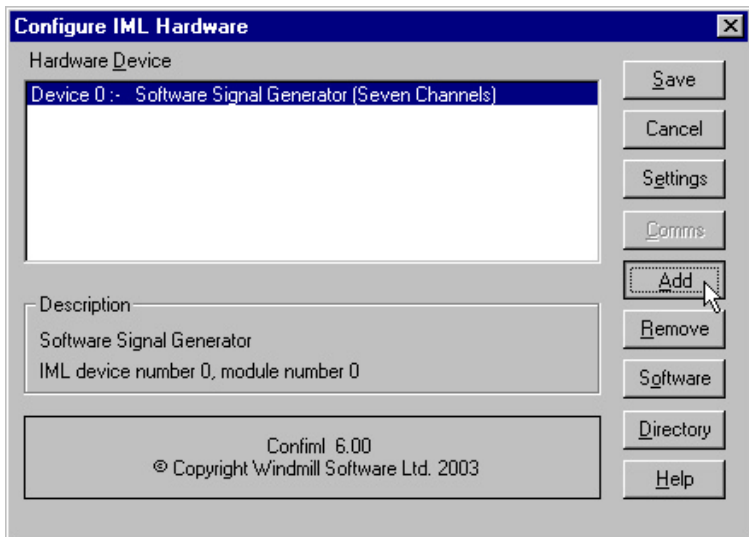 Configure IML Hardware
Hardware Device
Device 0 :- Software Signal Generator (Seven Channels)
Save
Cancel
Settings
Comms
Add
Remove
Software
Directory
Help
Description
Software Signal Generator
IML device number 0, module number 0
Confiml 6.00
© Copyright Windmill Software Ltd. 2003